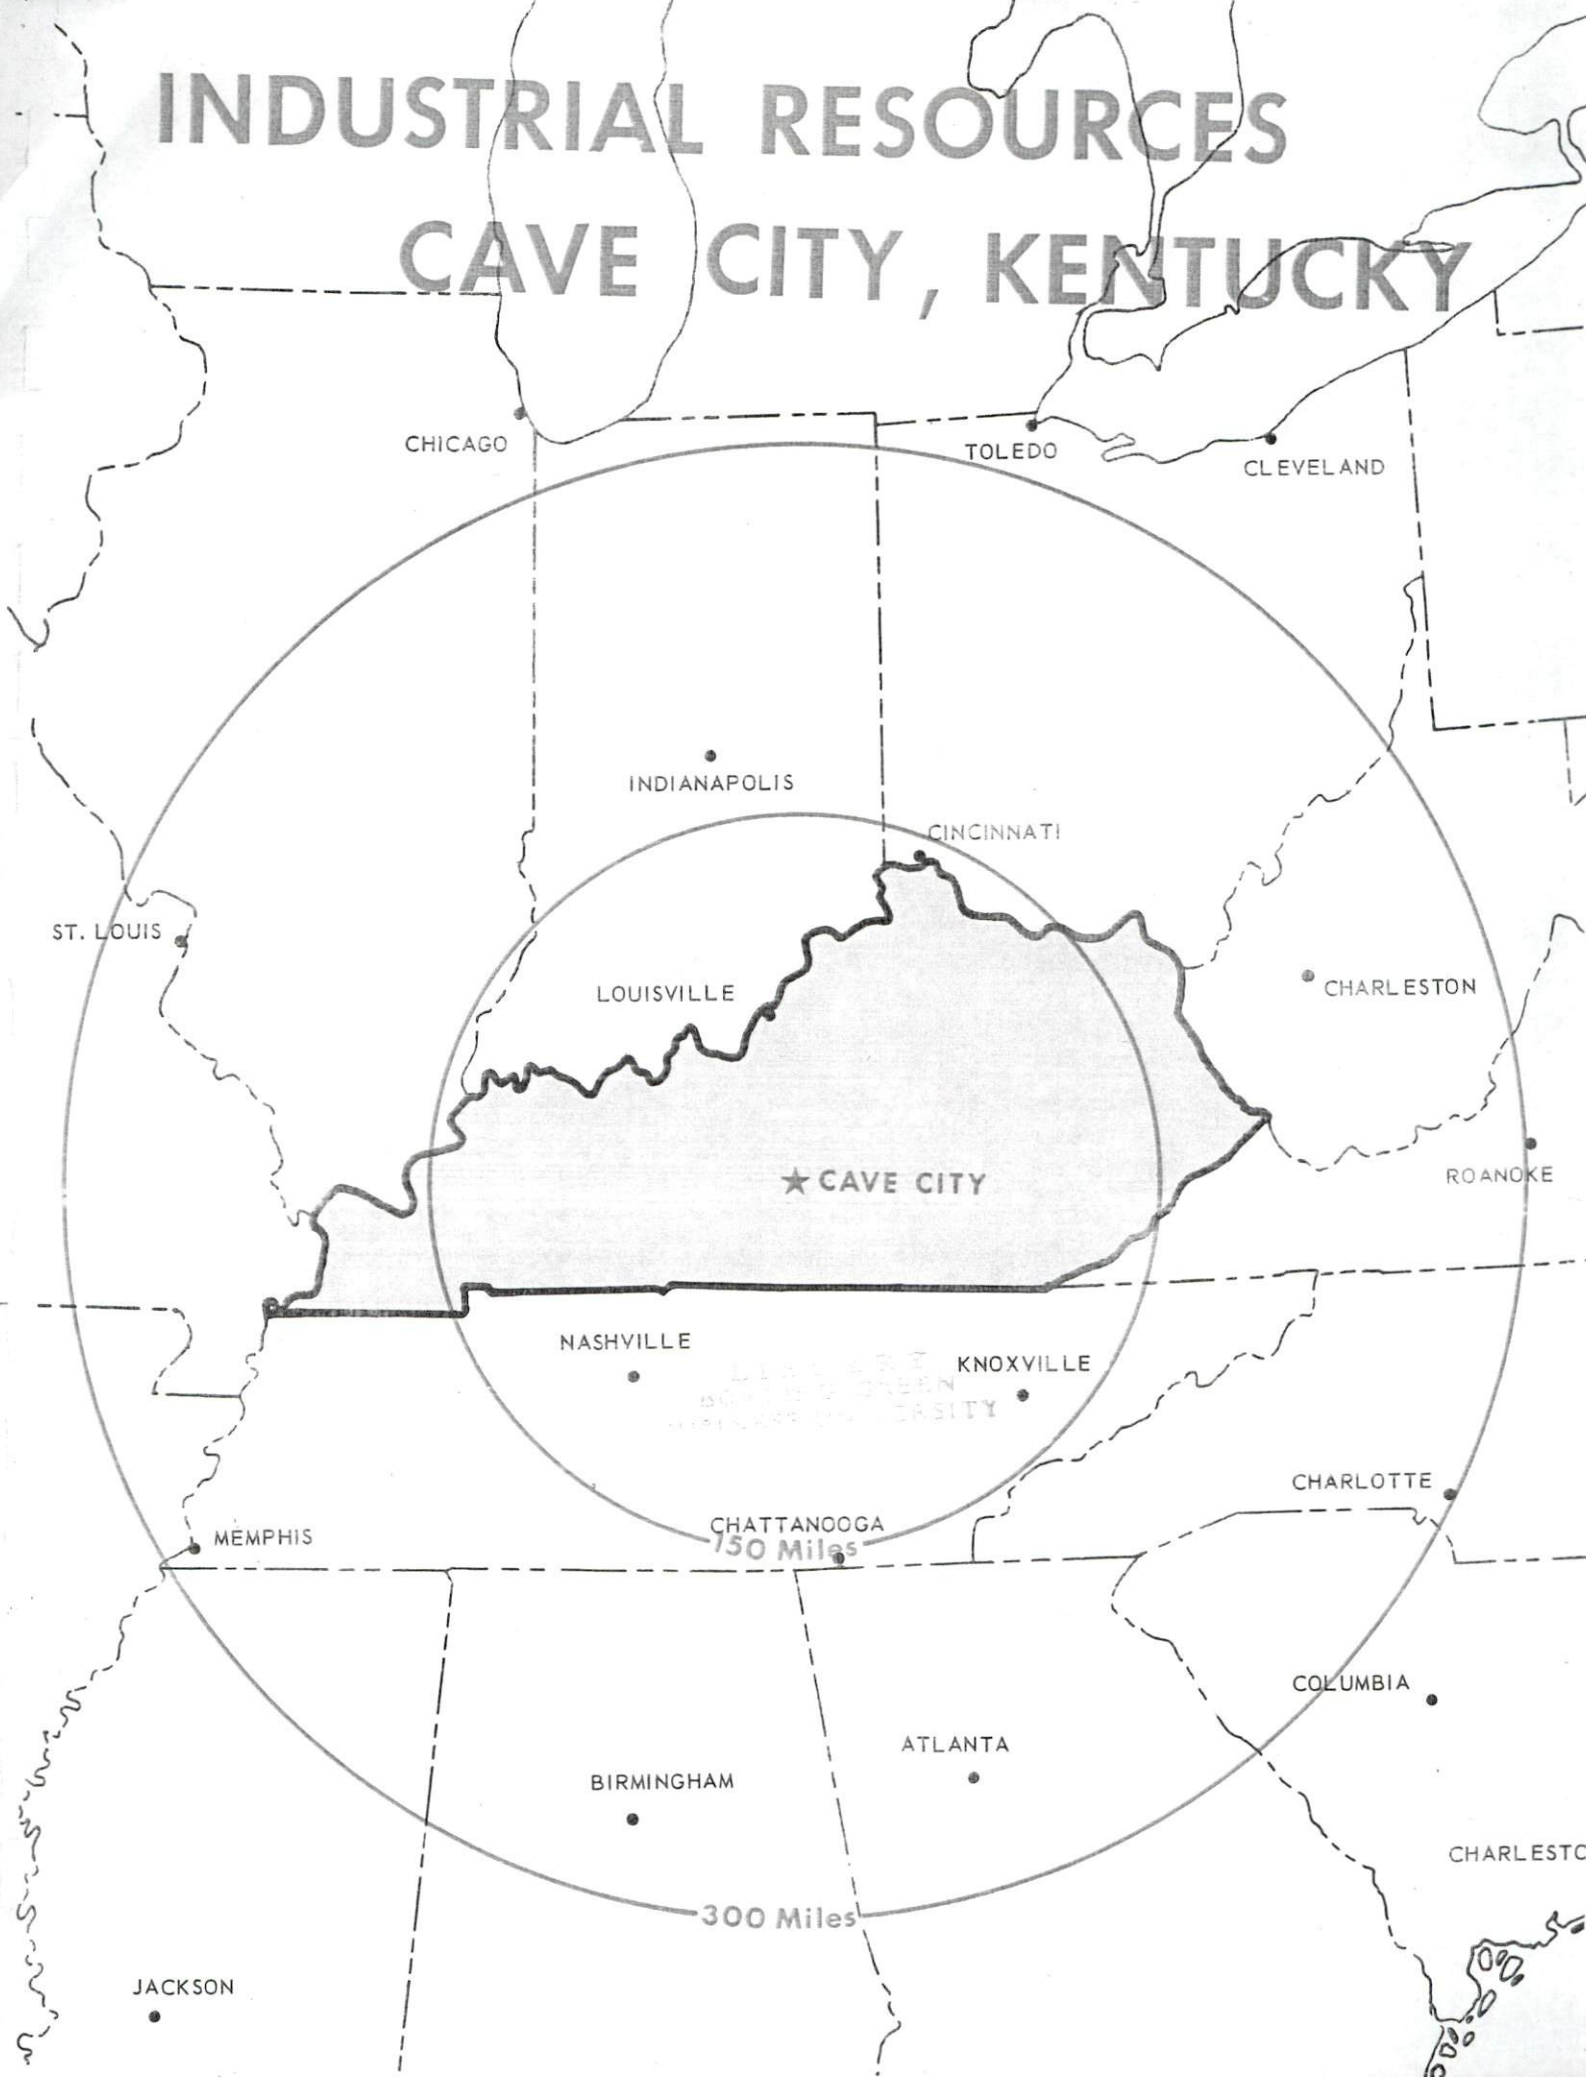 INDUSTRIAL RESOURCES
CAVE CITY, KENTUCKY
CHICAGO
TOLEDO
CLEVELAND
INDIANAPOLIS
CINCINNATI
ST. LOUIS
LOUISVILLE
CHARLESTON
CAVE CITY
ROANOKE
NASHVILLE
KNOXVILLE
CHARLOTTE
CHATTANOOGA
150 Miles
MEMPHIS
COLUMBIA
ATLANTA
BIRMINGHAM
CHARLESTO
300 Miles
JACKSON